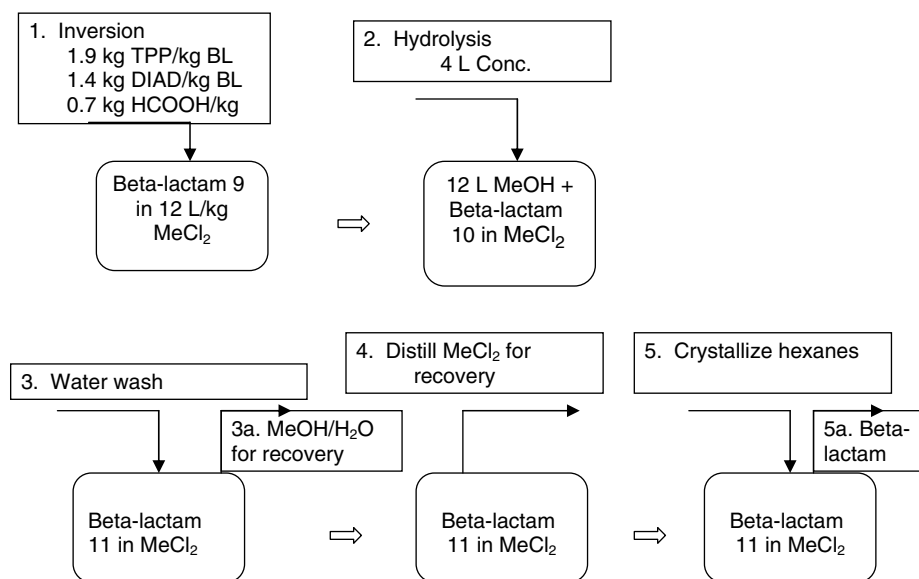 1. Inversion
1.9 kg TPP/kg BL
1.4 kg DIAD/kg BL
0.7 kg HCOOH/kg
2. Hydrolysis
4 L Conc.
Beta-lactam 9
in 12 L/kg
MeCl₂
12 L MeOH +
Beta-lactam
10 in MeCl₂
3. Water wash
4. Distill MeCl₂ for
recovery
5. Crystallize hexanes
3a. MeOH/H₂O
for recovery
5a. Beta-
lactam
Beta-lactam
11 in MeCl₂
Beta-lactam
11 in MeCl₂
Beta-lactam
11 in MeCl₂